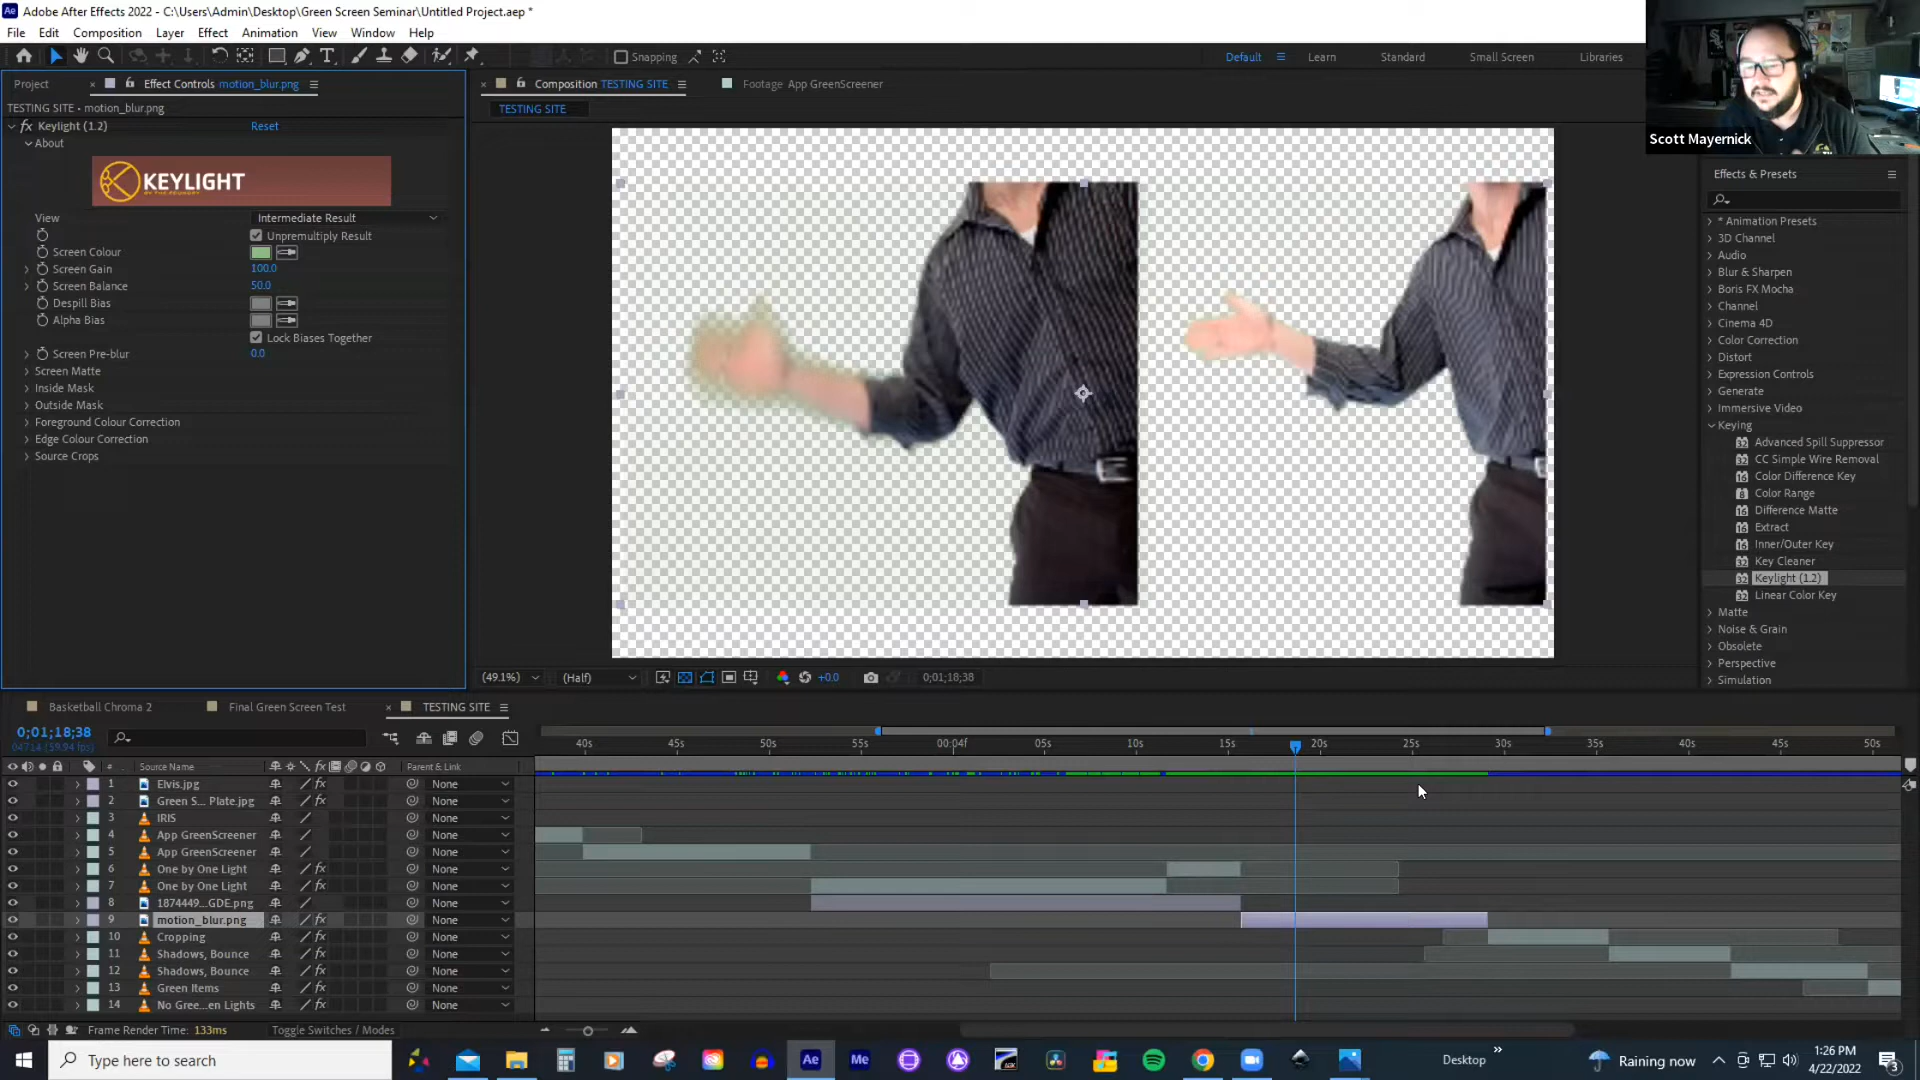 Adobe After Effects 2022 - C:\Users\Admin\Desktop\Green Screen Seminar\Untitled Project.aep *
File Edit Composition Layer Effect Animation View Window Help
Snapping
Default Learn Standard Small Screen Libraries
Scott Mayernick
Project Effect Controls motion_blur.png
Composition TESTING SITE Footage App GreenScreener
TESTING SITE • motion_blur.png
TESTING SITE
fx Keylight (1.2) Reset
About
KEYLIGHT
View Intermediate Result
Unpremultiply Result
Screen Colour
Screen Gain 100.0
Screen Balance 50.0
Despill Bias
Alpha Bias
Lock Biases Together
Screen Pre-blur 0.0
Screen Matte
Inside Mask
Outside Mask
Foreground Colour Correction
Edge Colour Correction
Source Crops
(49.1%) (Half) +0.0 0;01;18;38
Effects & Presets
* Animation Presets
3D Channel
Audio
Blur & Sharpen
Boris FX Mocha
Channel
Cinema 4D
Color Correction
Distort
Expression Controls
Generate
Immersive Video
Keying
Advanced Spill Suppressor
CC Simple Wire Removal
Color Difference Key
Color Range
Difference Matte
Extract
Inner/Outer Key
Key Cleaner
Keylight (1.2)
Linear Color Key
Matte
Noise & Grain
Obsolete
Perspective
Simulation
Basketball Chroma 2 Final Green Screen Test TESTING SITE
0;01;18;38
04714 (59.94 fps)
40s 45s 50s 55s 00:04f 05s 10s 15s 20s 25s 30s 35s 40s 45s 50s
# Source Name fx Parent & Link
1 Elvis.jpg fx None
2 Green S... Plate.jpg fx None
3 IRIS None
4 App GreenScreener None
5 App GreenScreener None
6 One by One Light fx None
7 One by One Light fx None
8 1874449...GDE.png None
9 motion_blur.png fx None
10 Cropping fx None
11 Shadows, Bounce fx None
12 Shadows, Bounce fx None
13 Green Items fx None
14 No Gree...en Lights fx None
Frame Render Time: 133ms Toggle Switches / Modes
Type here to search
Ae Me
Desktop
Raining now
1:26 PM
4/22/2022
3